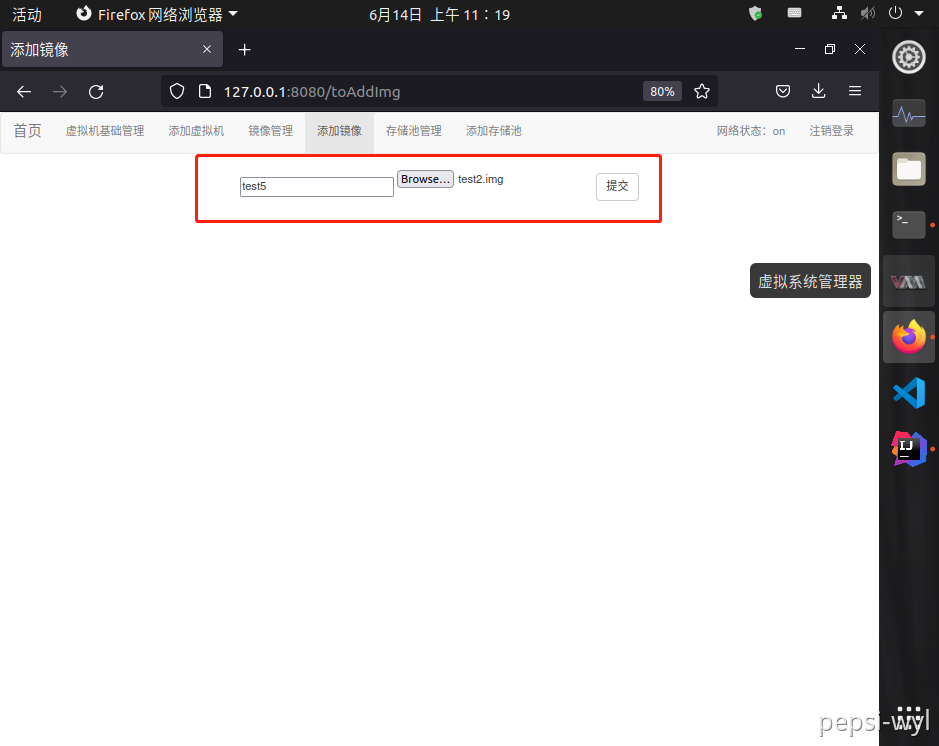 活动 Firefox 网络浏览器 6月14日 上午 11：19
添加镜像
127.0.0.1:8080/toAddImg 80%
首页 虚拟机基础管理 添加虚拟机 镜像管理 添加镜像 存储池管理 添加存储池 网络状态：on 注销登录
test5 Browse... test2.img 提交
虚拟系统管理器
IJ
pepsi-wyl